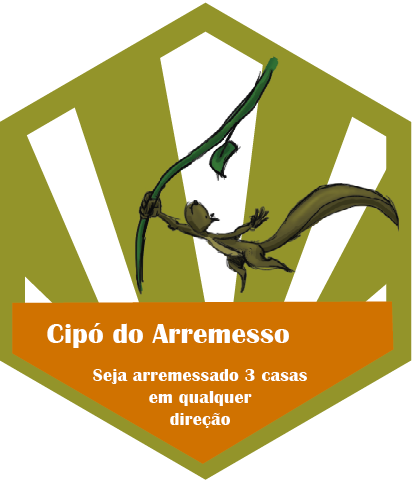 Cipó do Arremesso
Seja arremessado 3 casas
em qualquer
direção